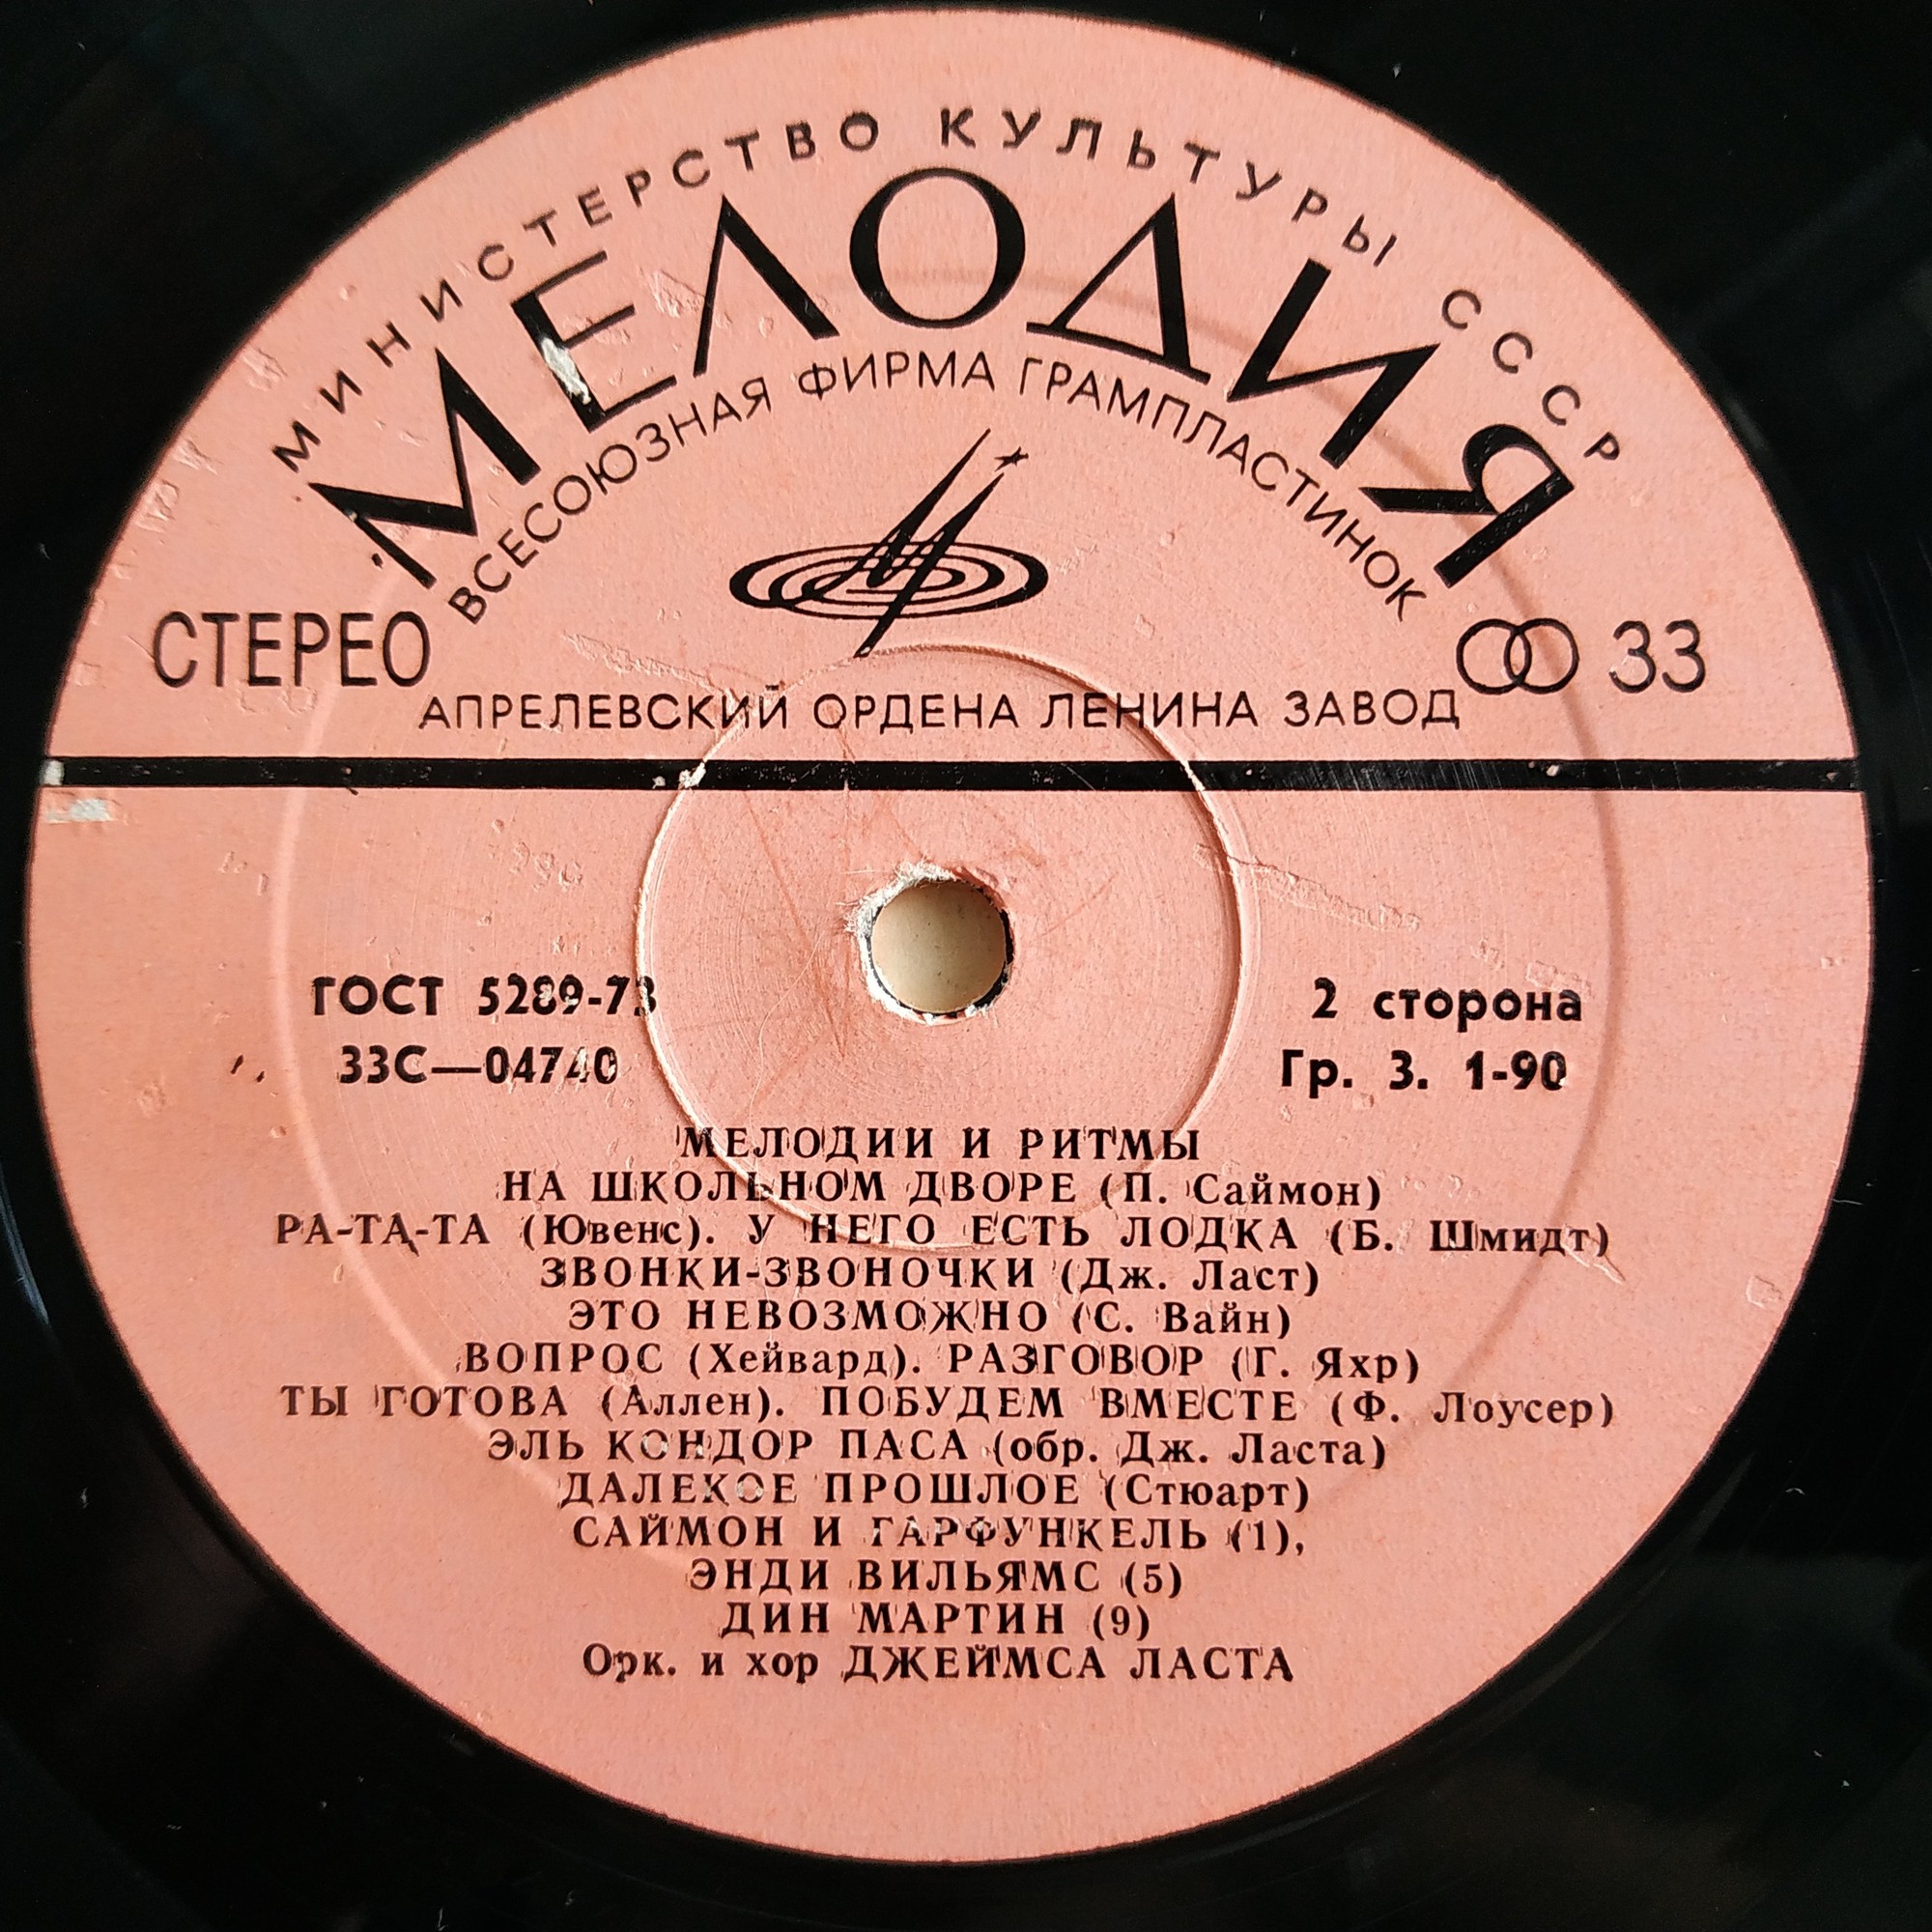 МИНИСТЕРСТВО КУЛЬТУРЫ СССР
МЕЛОДИЯ
ВСЕСОЮЗНАЯ ФИРМА ГРАМПЛАСТИНОК
СТЕРЕО 33
АПРЕЛЕВСКИЙ ОРДЕНА ЛЕНИНА ЗАВОД
ГОСТ 5289-73 2 сторона
33С—04740 Гр. 3. 1-90
МЕЛОДИИ И РИТМЫ
НА ШКОЛЬНОМ ДВОРЕ (П. Саймон)
РА-ТА-ТА (Ювенс). У НЕГО ЕСТЬ ЛОДКА (Б. Шмидт)
ЗВОНКИ-ЗВОНОЧКИ (Дж. Ласт)
ЭТО НЕВОЗМОЖНО (С. Вайн)
ВОПРОС (Хейвард). РАЗГОВОР (Г. Яхр)
ТЫ ГОТОВА (Аллен). ПОБУДЕМ ВМЕСТЕ (Ф. Лоусер)
ЭЛЬ КОНДОР ПАСА (обр. Дж. Ласта)
ДАЛЕКОЕ ПРОШЛОЕ (Стюарт)
САЙМОН И ГАРФУНКЕЛЬ (1),
ЭНДИ ВИЛЬЯМС (5)
ДИН МАРТИН (9)
Орк. и хор ДЖЕЙМСА ЛАСТА